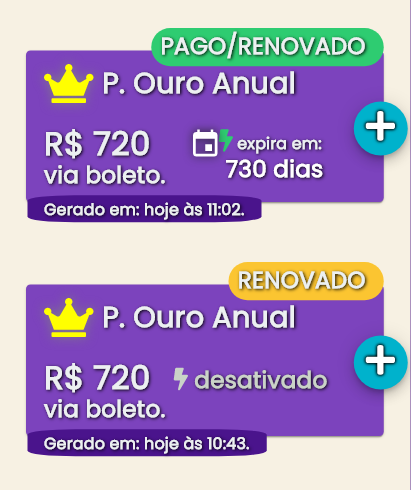 PAGO/RENOVADO
P. Ouro Anual
R$ 720
via boleto.
expira em:
730 dias
Gerado em: hoje às 11:02.
RENOVADO
P. Ouro Anual
R$ 720
desativado
via boleto.
Gerado em: hoje às 10:43.